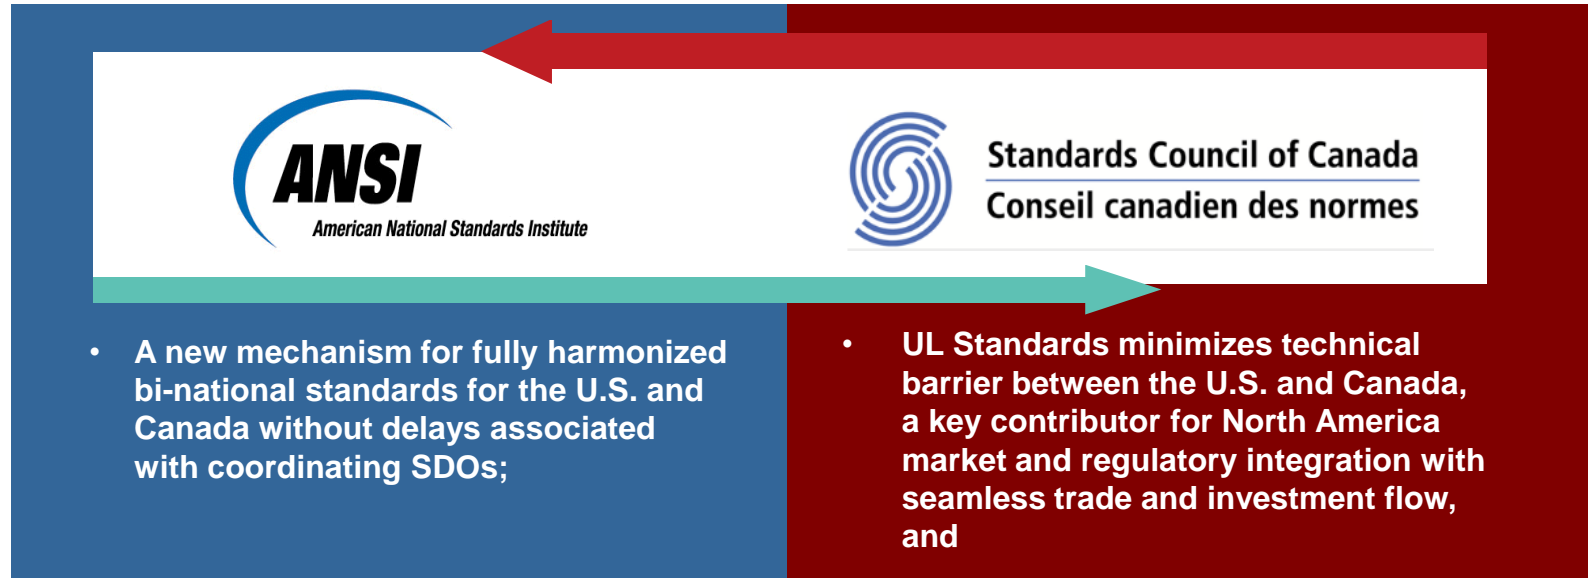 ANSI
American National Standards Institute
Standards Council of Canada
Conseil canadien des normes
• A new mechanism for fully harmonized
bi-national standards for the U.S. and
Canada without delays associated
with coordinating SDOs;
• UL Standards minimizes technical
barrier between the U.S. and Canada,
a key contributor for North America
market and regulatory integration with
seamless trade and investment flow,
and